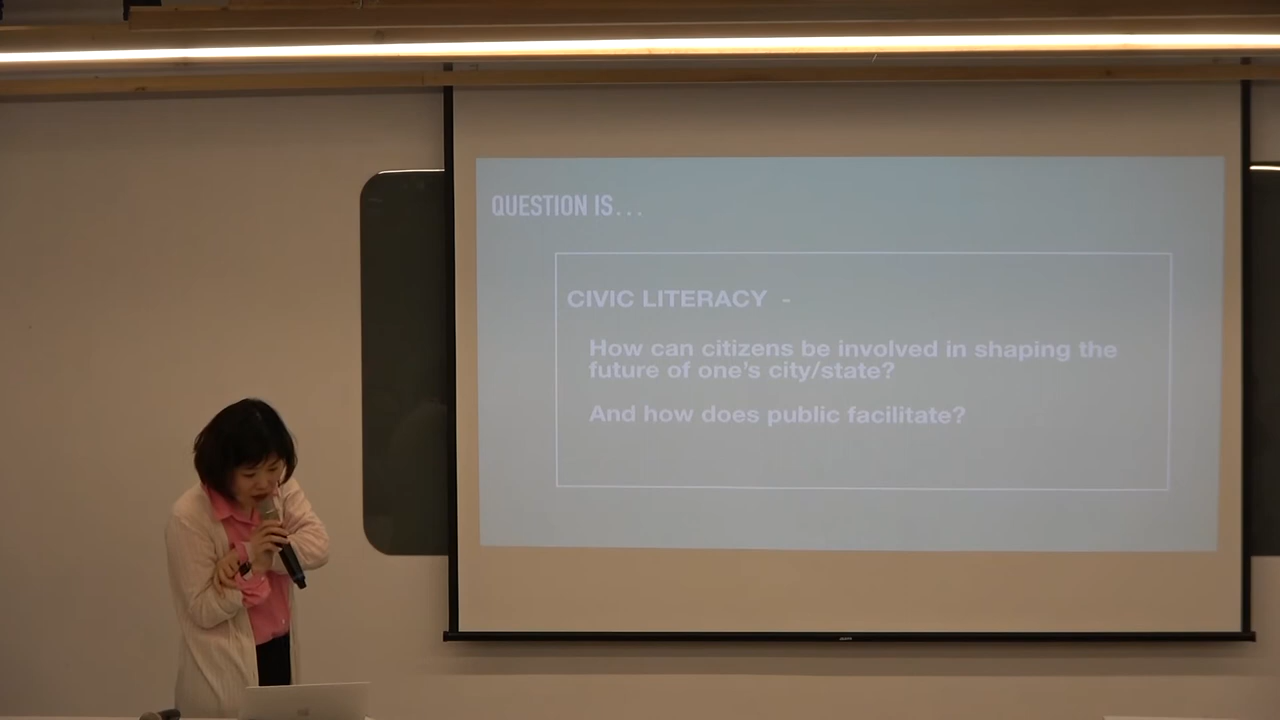 QUESTION IS...
CIVIC LITERACY -
How can citizens be involved in shaping the
future of one's city/state?
And how does public facilitate?